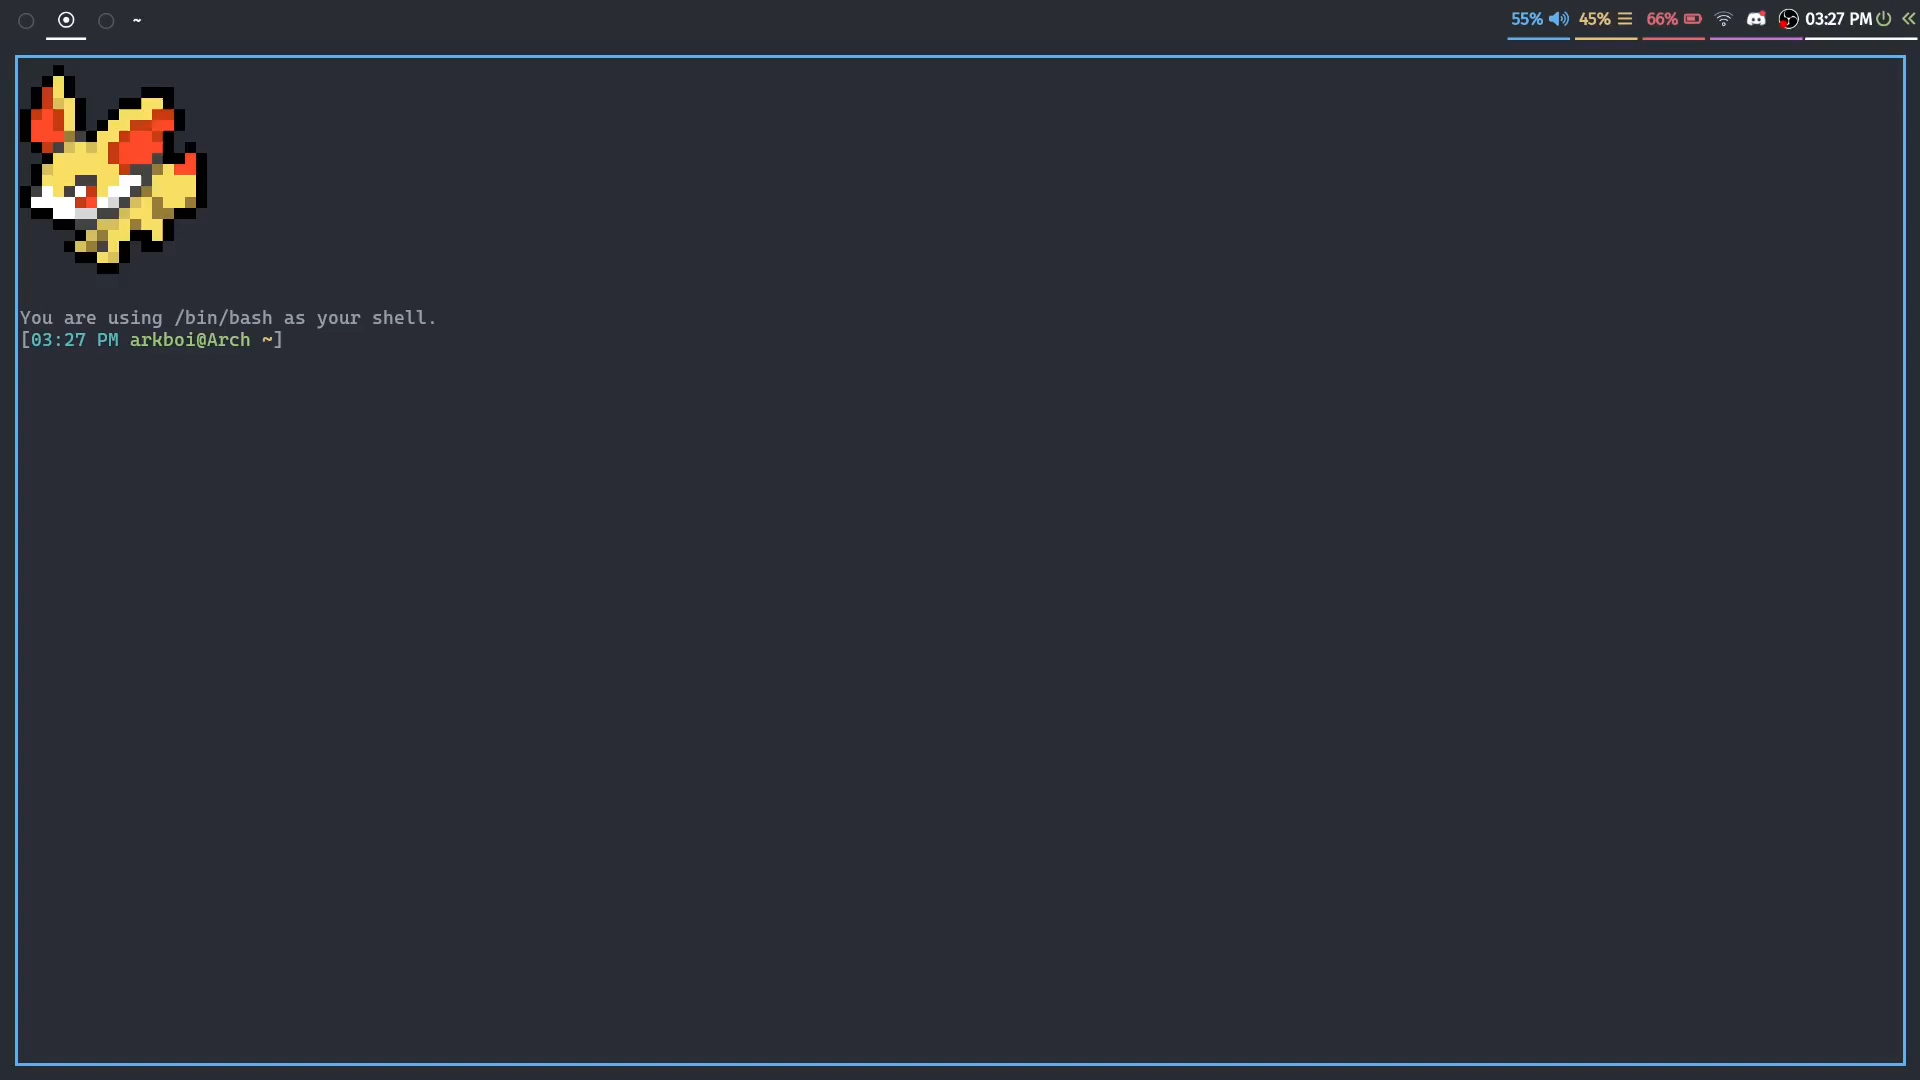 ~ 55% 45% 66% 03:27 PM
You are using /bin/bash as your shell.
[03:27 PM arkboi@Arch ~]